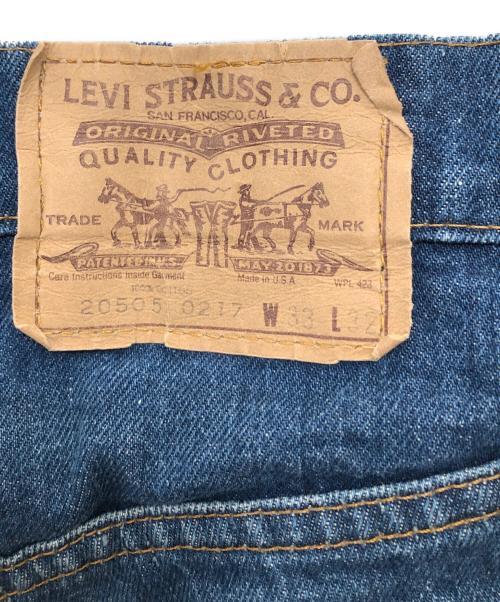 LEVI STRAUSS & CO.
SAN FRANCISCO, CAL.
ORIGINAL RIVETED
QUALITY CLOTHING
TRADE MARK
PATENTED IN U.S. MAY 20 1873
Care Instructions Inside Garment Made in U.S.A. WPL 423
20505 0217 W 33 L 32